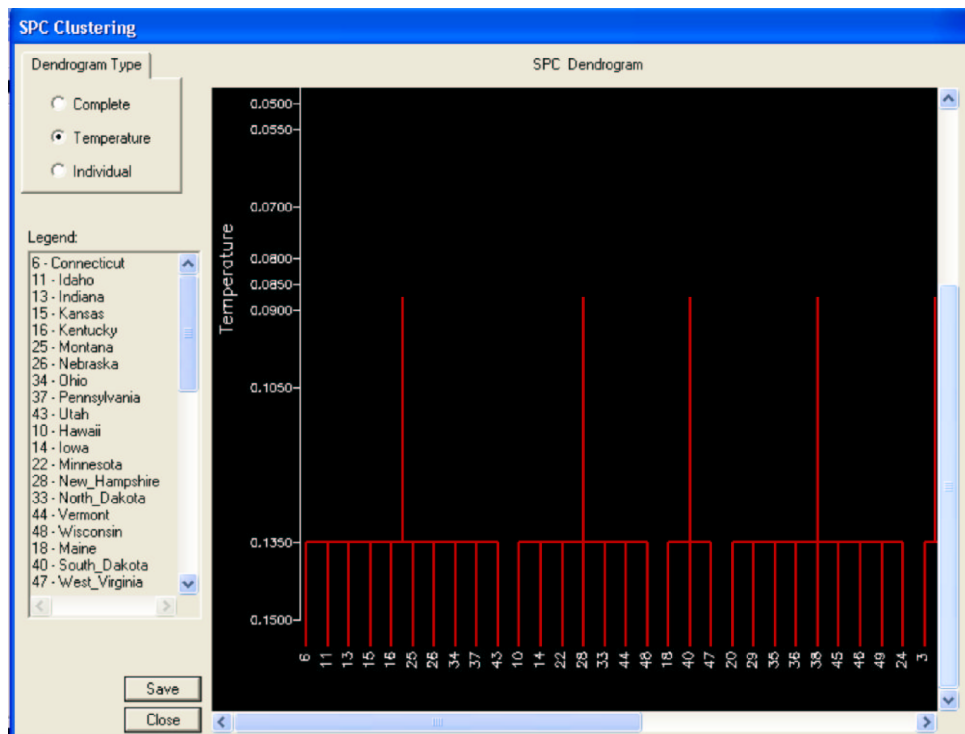 SPC Clustering
Dendrogram Type
Complete
Temperature
Individual
Legend:
6 - Connecticut
11 - Idaho
13 - Indiana
15 - Kansas
16 - Kentucky
25 - Montana
26 - Nebraska
34 - Ohio
37 - Pennsylvania
43 - Utah
10 - Hawaii
14 - Iowa
22 - Minnesota
28 - New_Hampshire
33 - North_Dakota
44 - Vermont
48 - Wisconsin
18 - Maine
40 - South_Dakota
47 - West_Virginia
Save
Close
SPC Dendrogram
Temperature
0.0500
0.0550
0.0700
0.0800
0.0850
0.0900
0.1050
0.1350
0.1500
6 11 13 15 16 25 26 34 37 43 10 14 22 28 33 44 48 18 40 47 20 29 35 36 38 45 46 49 24 3